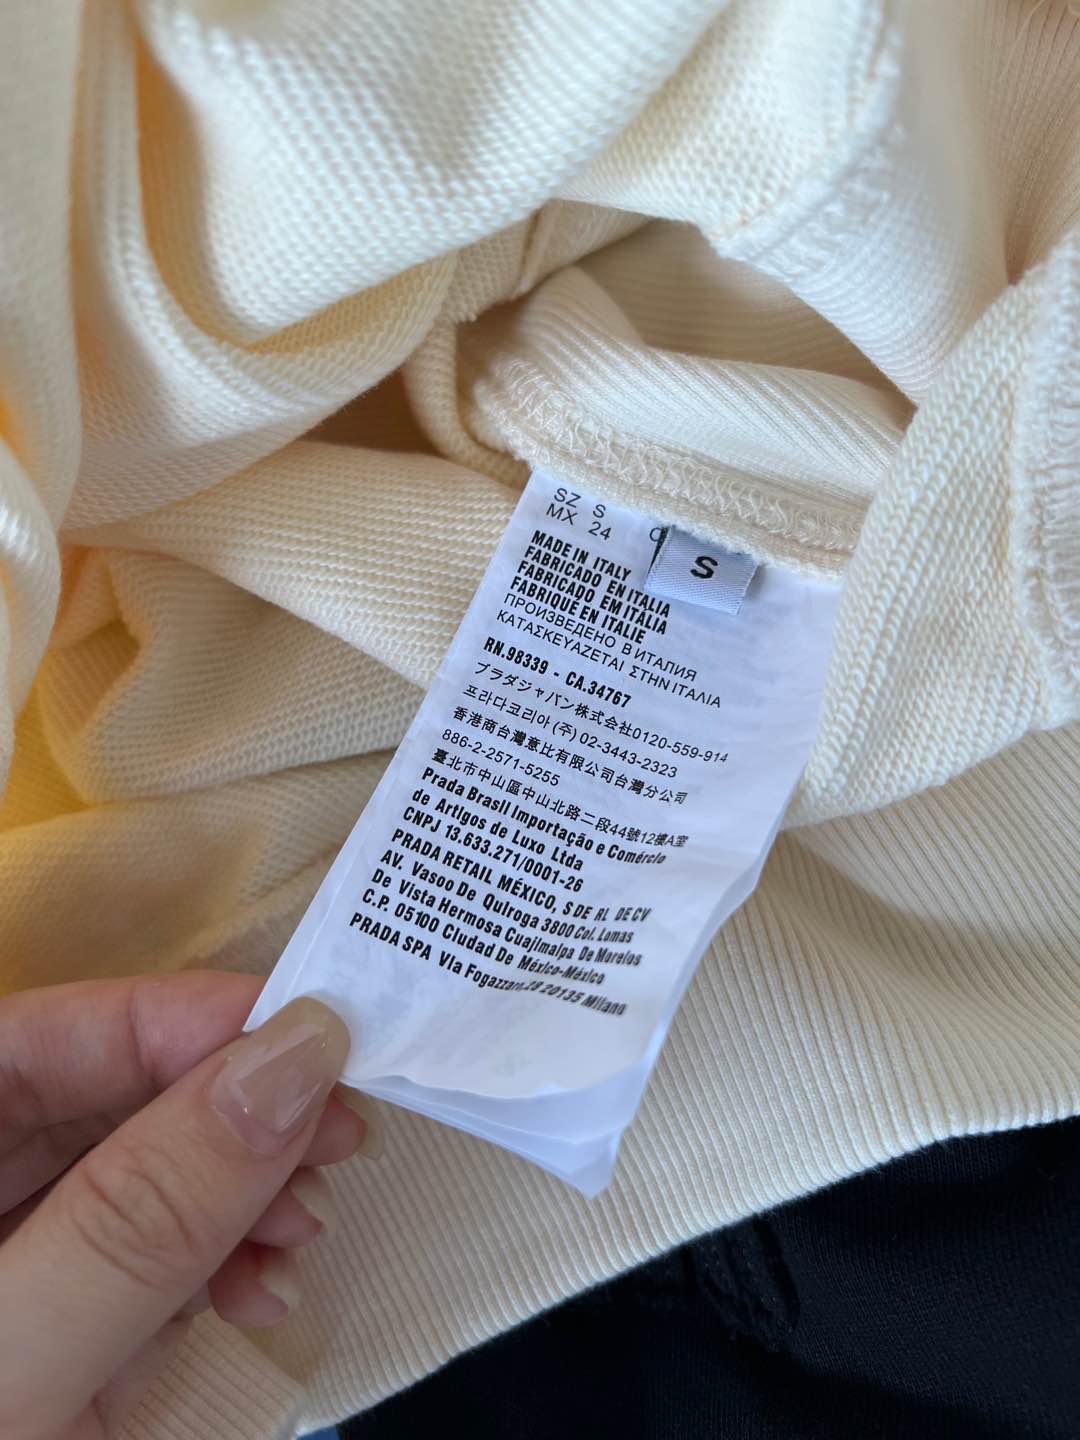 SZ S
MX 24
S
MADE IN ITALY
FABRICADO EN ITALIA
FABRICADO EM ITÁLIA
FABRIQUÉ EN ITALIE
ПРОИЗВЕДЕНО В ИТАЛИЯ
ΚΑΤΑΣΚΕΥΑΖΕΤΑΙ ΣΤΗΝ ΙΤΑΛΙΑ
RN.98339 - CA.34767
プラダジャパン株式会社0120-559-914
프라다코리아(주) 02-3443-2323
香港商台灣意比有限公司台灣分公司
886-2-2571-5255
臺北市中山區中山北路二段44號12樓A室
Prada Brasil Importação e Comércio
de Artigos de Luxo Ltda
CNPJ 13.633.271/0001-26
PRADA RETAIL MÉXICO, S DE RL DE CV
AV. Vasoo De Quiroga 3800 Col. Lomas
De Vista Hermosa Cuajimalpa De Morelos
C.P. 05100 Ciudad De México-México
PRADA SPA Via Fogazzaro,28 20135 Milano